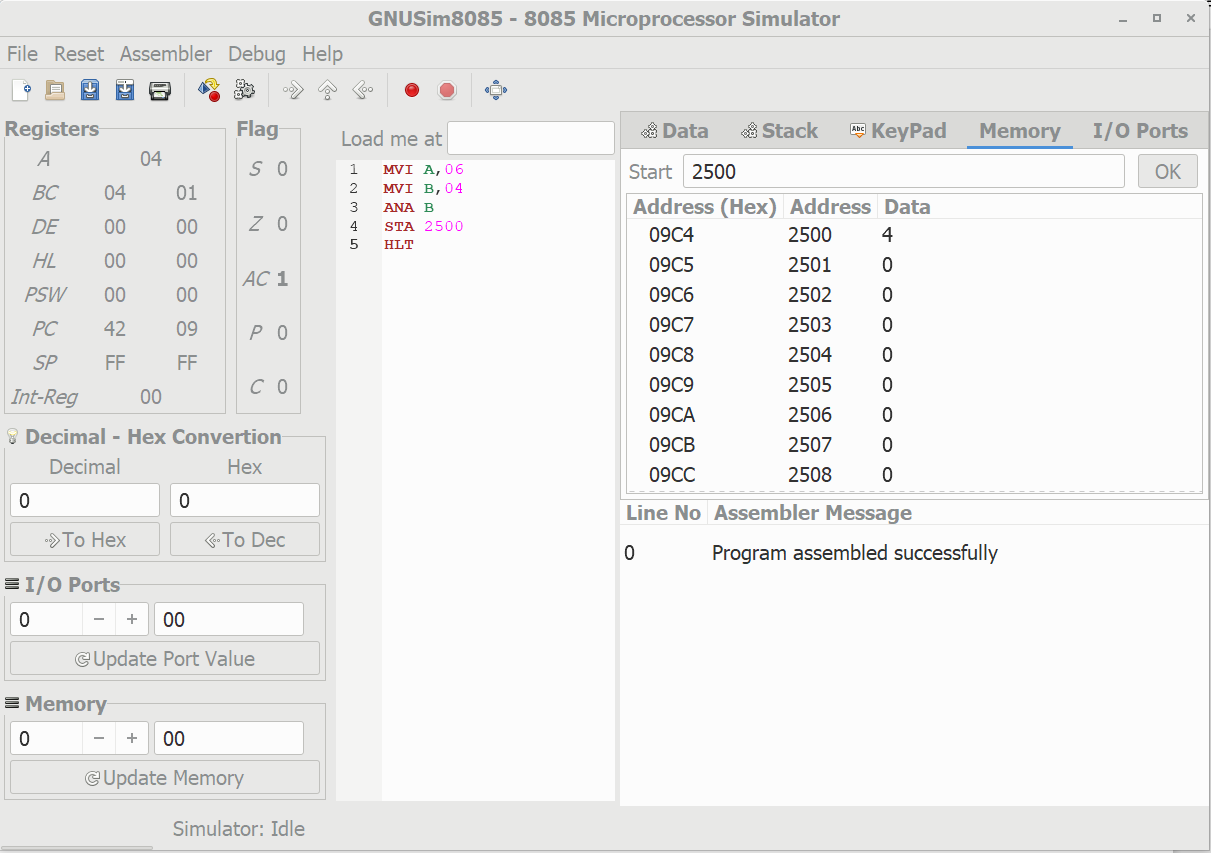 GNUSim8085 - 8085 Microprocessor Simulator
File Reset Assembler Debug Help
Registers
A 04
BC 04 01
DE 00 00
HL 00 00
PSW 00 00
PC 42 09
SP FF FF
Int-Reg 00
Flag
S 0
Z 0
AC 1
P 0
C 0
Decimal - Hex Convertion
Decimal Hex
0 0
To Hex To Dec
I/O Ports
0 − + 00
Update Port Value
Memory
0 − + 00
Update Memory
Simulator: Idle
Load me at
1 MVI A,06
2 MVI B,04
3 ANA B
4 STA 2500
5 HLT
Data Stack Abc KeyPad Memory I/O Ports
Start 2500 OK
Address (Hex) Address Data
09C4 2500 4
09C5 2501 0
09C6 2502 0
09C7 2503 0
09C8 2504 0
09C9 2505 0
09CA 2506 0
09CB 2507 0
09CC 2508 0
Line No Assembler Message
0 Program assembled successfully